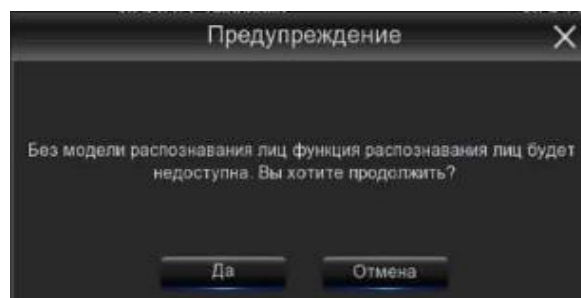 Предупреждение
Без модели распознавания лиц функция распознавания лиц будет
недоступна. Вы хотите продолжить?
Да
Отмена